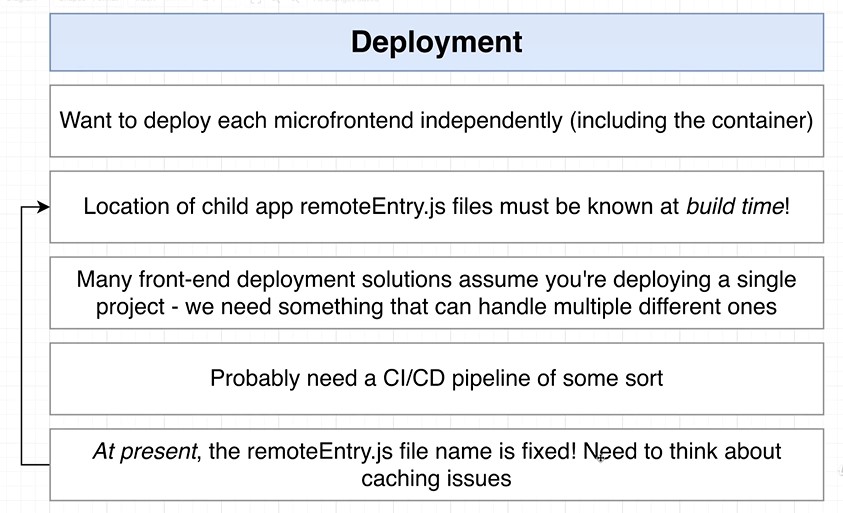 Deployment
Want to deploy each microfrontend independently (including the container)
Location of child app remoteEntry.js files must be known at build time!
Many front-end deployment solutions assume you're deploying a single
project - we need something that can handle multiple different ones
Probably need a CI/CD pipeline of some sort
At present, the remoteEntry.js file name is fixed! Need to think about
caching issues